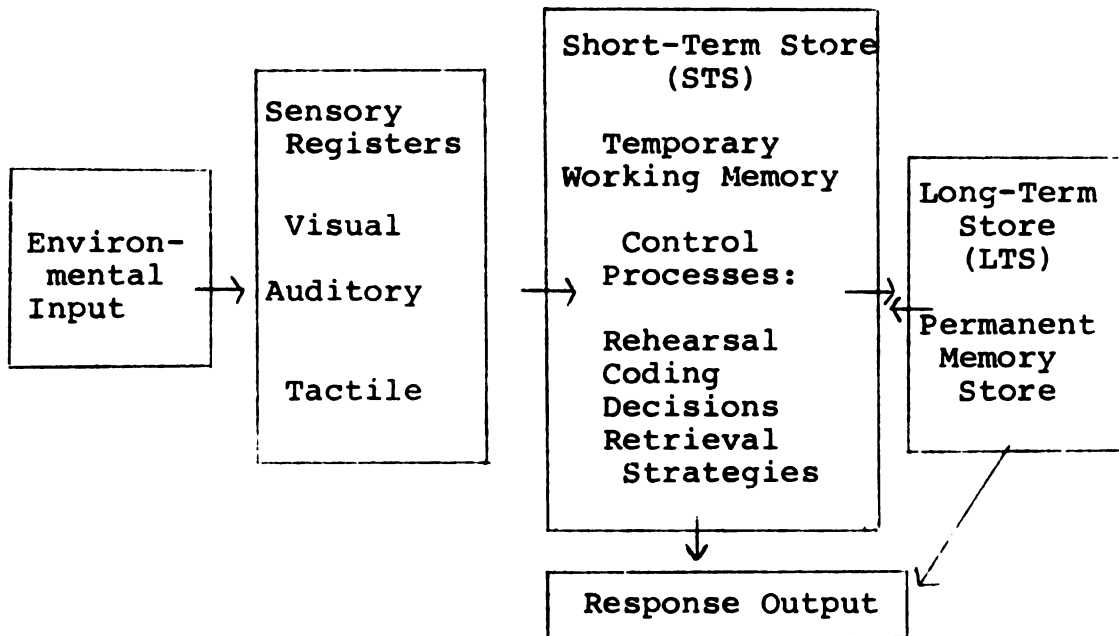 Environ-
mental
Input
Sensory
Registers
Visual
Auditory
Tactile
Short-Term Store
(STS)
Temporary
Working Memory
Control
Processes:
Rehearsal
Coding
Decisions
Retrieval
Strategies
Long-Term
Store
(LTS)
Permanent
Memory
Store
Response Output